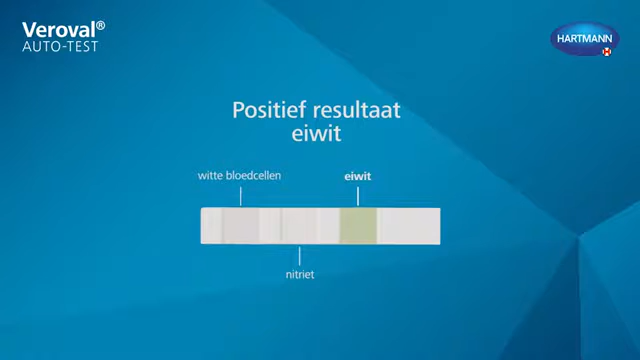 Veroval®
AUTO-TEST
HARTMANN
Positief resultaat
eiwit
witte bloedcellen
eiwit
nitriet